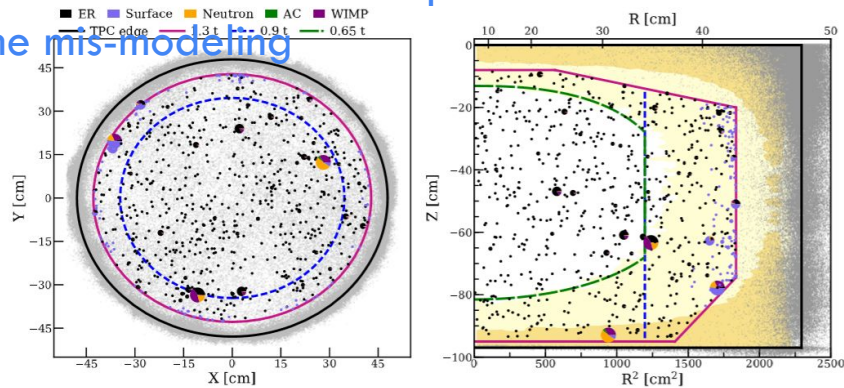 ER Surface Neutron AC WIMP
TPC edge 1.3 t 0.9 t 0.65 t
mis-modeling
R [cm]
10 20 30 40 50
45
30
15
0
−15
−30
−45
Y [cm]
−45 −30 −15 0 15 30 45
X [cm]
0
−20
−40
−60
−80
−100
Z [cm]
0 500 1000 1500 2000 2500
R² [cm²]